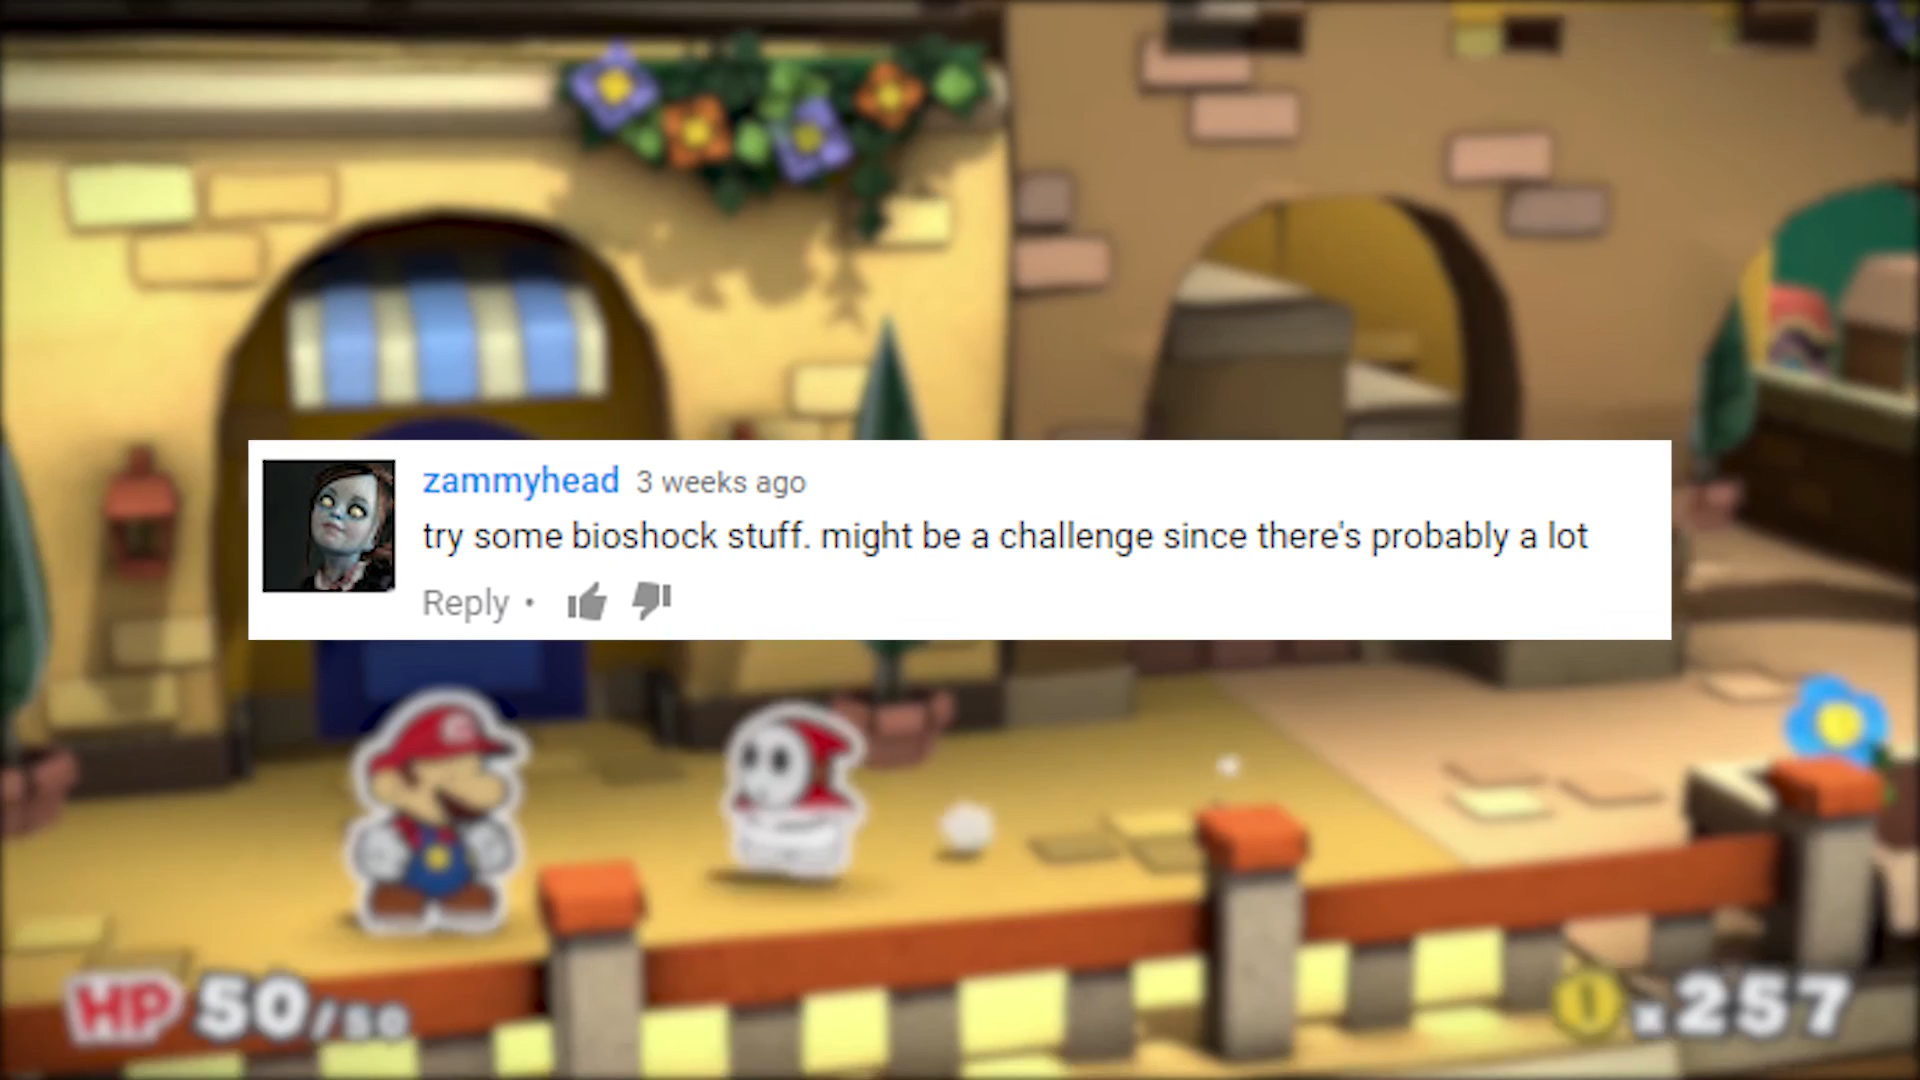 zammyhead 3 weeks ago
try some bioshock stuff. might be a challenge since there's probably a lot
Reply •
HP 50/50
x257